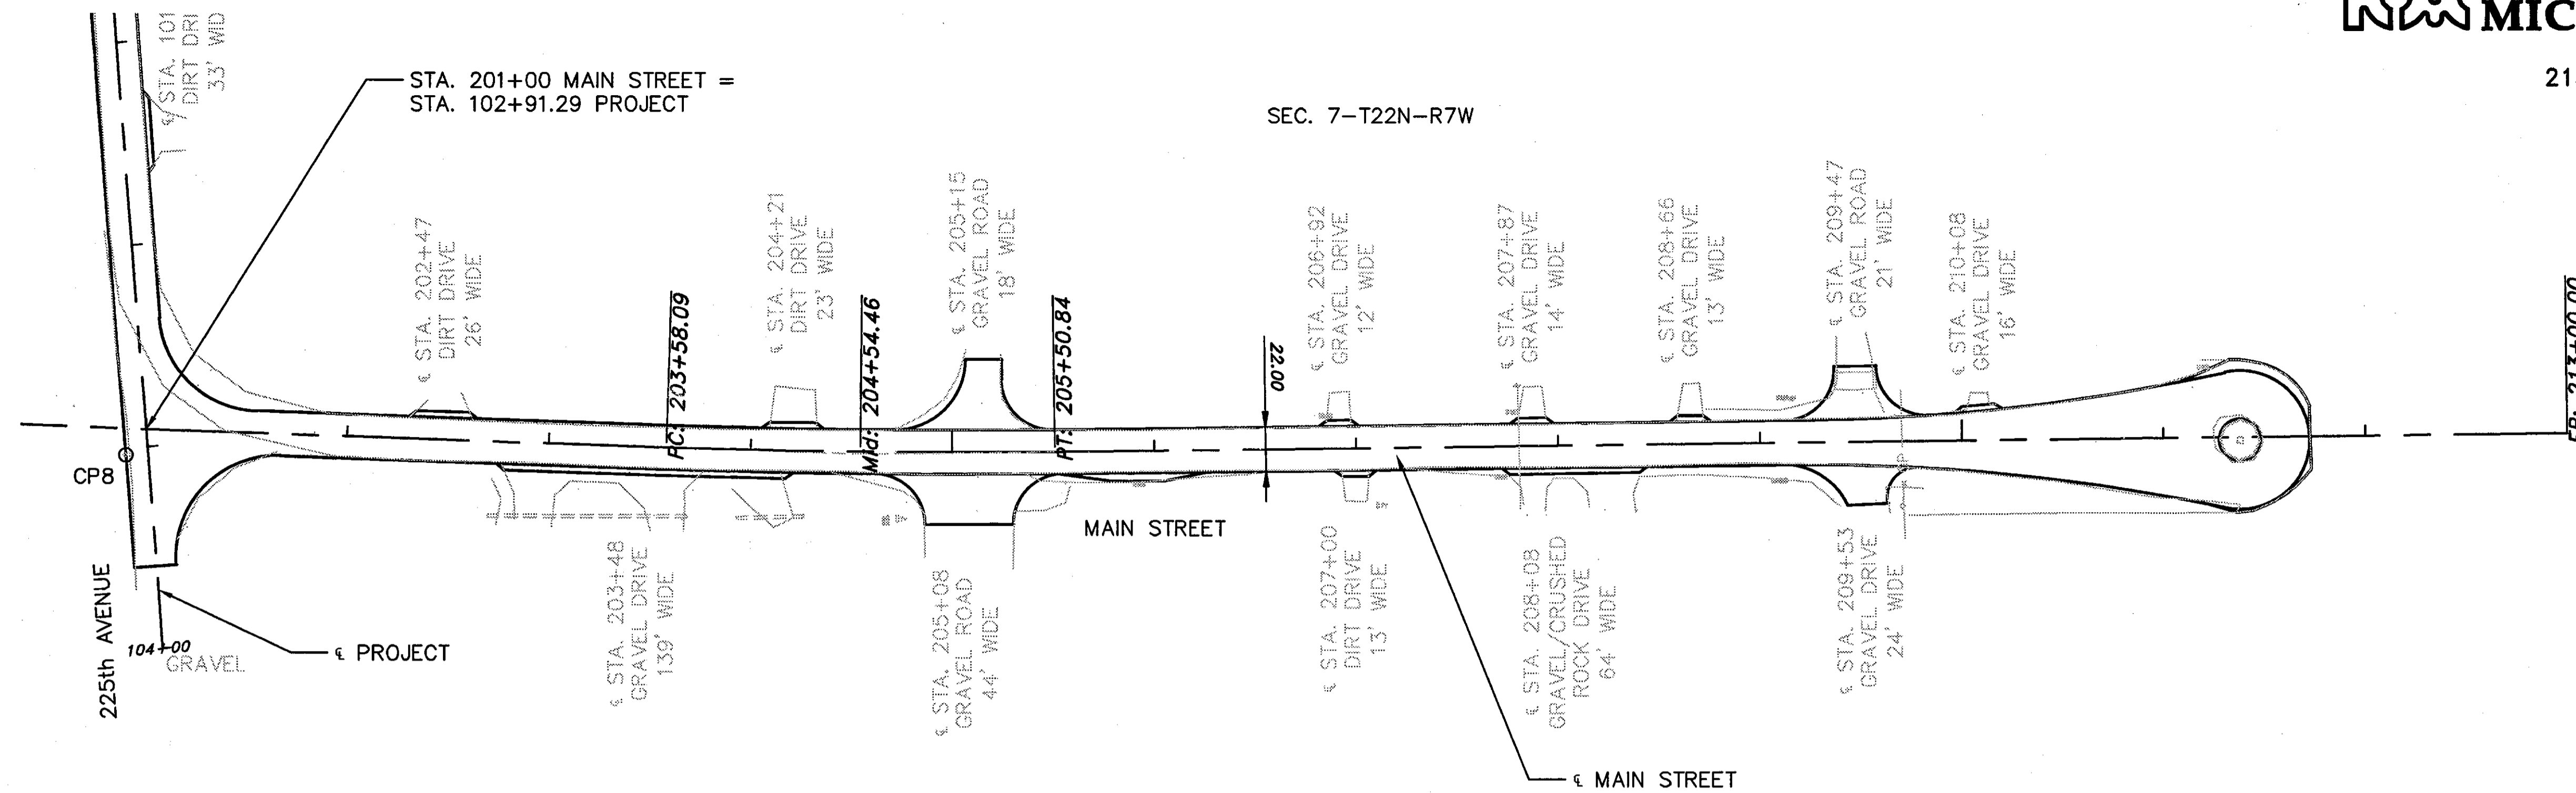 MIC
21
STA. 101
DIRT DRI
33' WID
STA. 201+00 MAIN STREET =
STA. 102+91.29 PROJECT
SEC. 7-T22N-R7W
℄ STA. 202+47
DIRT DRIVE
26' WIDE
PC: 203+58.09
℄ STA. 204+21
DIRT DRIVE
23' WIDE
Mid: 204+54.46
℄ STA. 205+15
GRAVEL ROAD
18' WIDE
PT: 205+50.84
22.00
℄ STA. 206+92
GRAVEL DRIVE
12' WIDE
℄ STA. 207+87
GRAVEL DRIVE
14' WIDE
℄ STA. 208+66
GRAVEL DRIVE
13' WIDE
℄ STA. 209+47
GRAVEL ROAD
21' WIDE
℄ STA. 210+08
GRAVEL DRIVE
16' WIDE
EP: 213+00.00
CP8
225th AVENUE
104+00
GRAVEL
℄ PROJECT
℄ STA. 203+48
GRAVEL DRIVE
139' WIDE
℄ STA. 205+08
GRAVEL ROAD
44' WIDE
MAIN STREET
℄ STA. 207+00
DIRT DRIVE
13' WIDE
℄ STA. 208+08
GRAVEL/CRUSHED
ROCK DRIVE
64' WIDE
℄ STA. 209+53
GRAVEL DRIVE
24' WIDE
℄ MAIN STREET